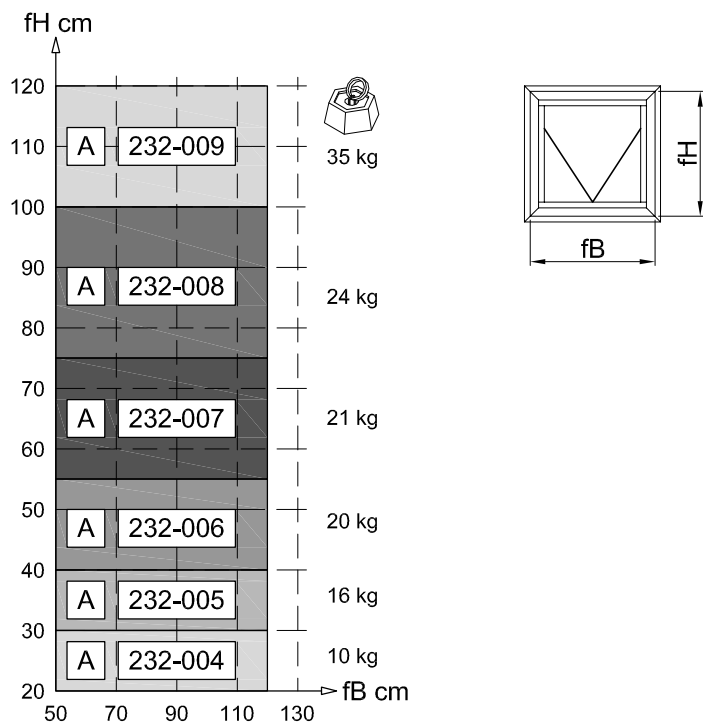 fH cm
120
A 232-009
110
35 kg
100
90
A 232-008
24 kg
80
70
A 232-007
21 kg
60
50
A 232-006
20 kg
40
A 232-005
16 kg
30
A 232-004
10 kg
20
fB cm
50 70 90 110 130
fH
fB